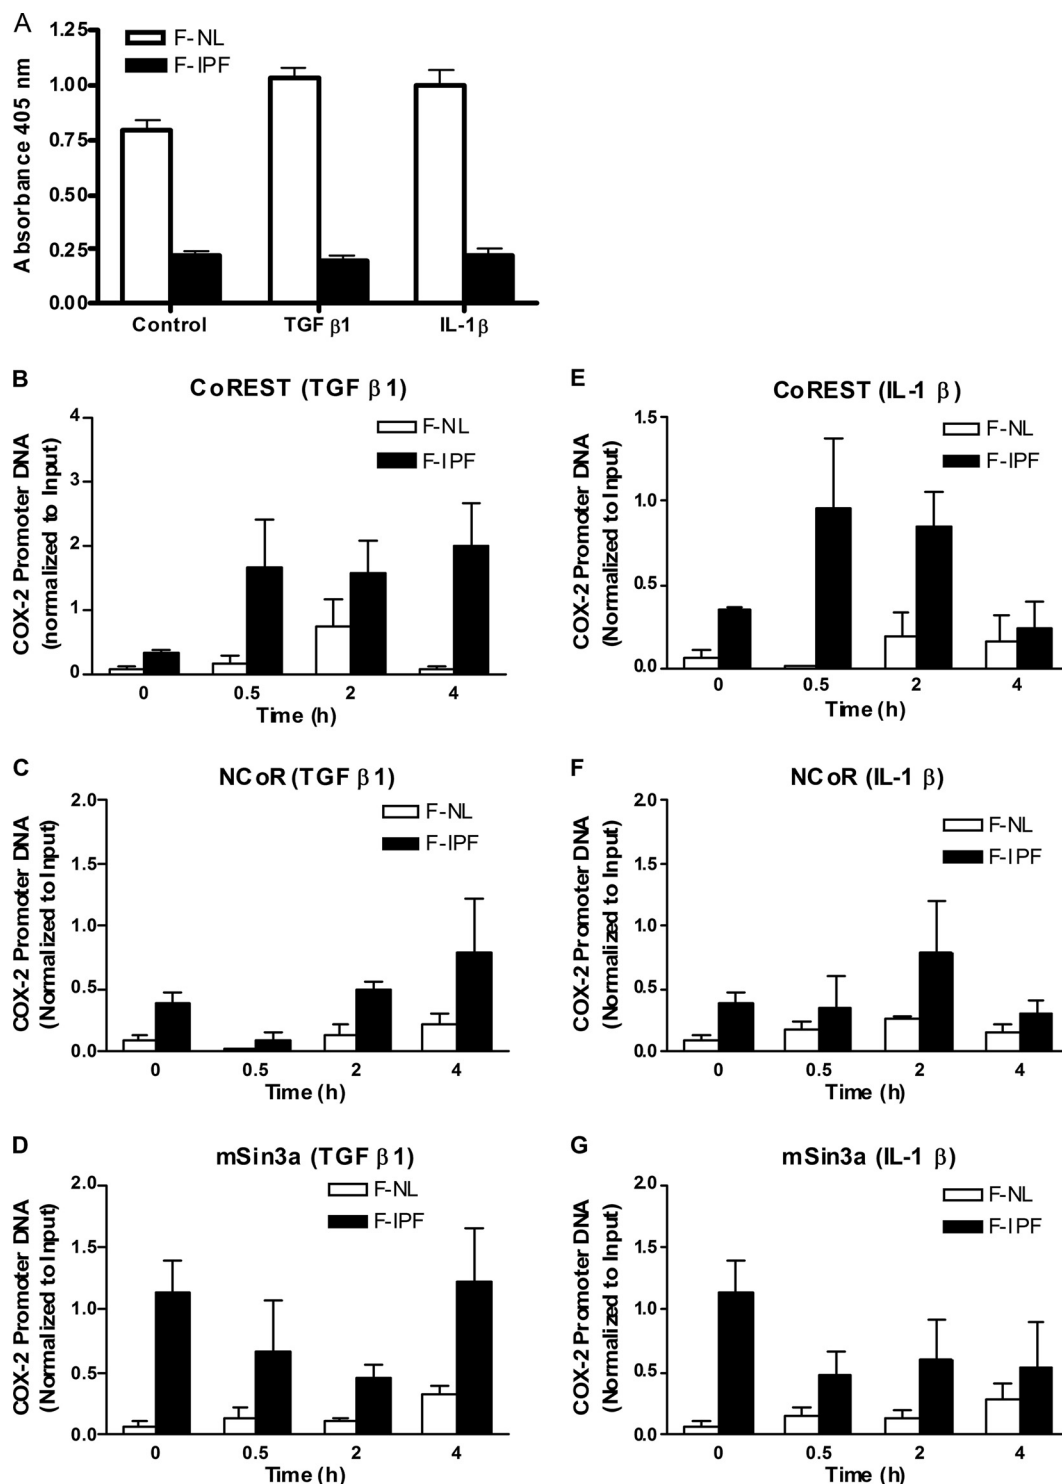 A
Absorbance 405 nm
1.25
1.00
0.75
0.50
0.25
0.00
F-NL
F-IPF
Control
TGF β1
IL-1β
B
CoREST (TGF β1)
COX-2 Promoter DNA
(normalized to Input)
4
3
2
1
0
F-NL
F-IPF
0
0.5
2
4
Time (h)
E
CoREST (IL-1 β)
COX-2 Promoter DNA
(Normalized to Input)
1.5
1.0
0.5
0.0
F-NL
F-IPF
0
0.5
2
4
Time (h)
C
NCoR (TGF β1)
COX-2 Promoter DNA
(Normalized to Input)
2.0
1.5
1.0
0.5
0.0
F-NL
F-IPF
0
0.5
2
4
Time (h)
F
NCoR (IL-1 β)
COX-2 Promoter DNA
(Normalized to Input)
2.0
1.5
1.0
0.5
0.0
F-NL
F-IPF
0
0.5
2
4
Time (h)
D
mSin3a (TGF β1)
COX-2 Promoter DNA
(Normalized to Input)
2.0
1.5
1.0
0.5
0.0
F-NL
F-IPF
0
0.5
2
4
Time (h)
G
mSin3a (IL-1 β)
COX-2 Promoter DNA
(Normalized to Input)
2.0
1.5
1.0
0.5
0.0
F-NL
F-IPF
0
0.5
2
4
Time (h)